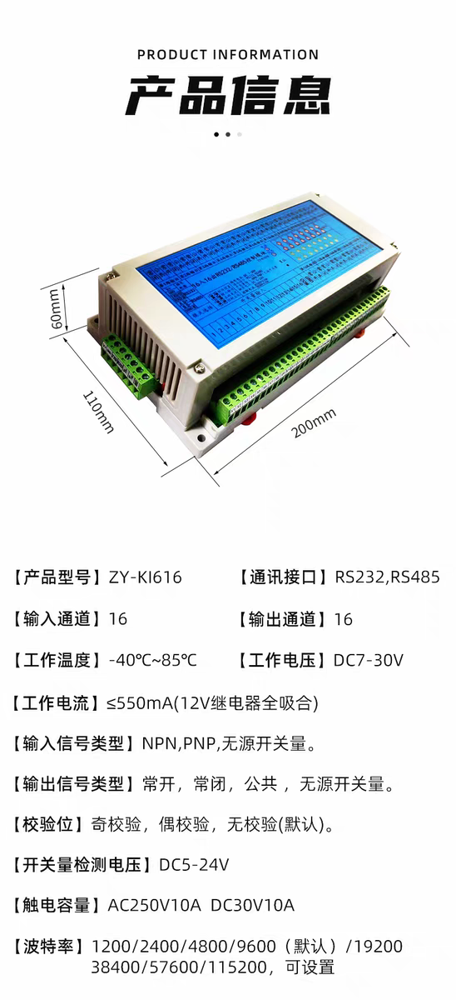 PRODUCT INFORMATION
产品信息
60mm
110mm
200mm
【产品型号】ZY-KI616
【通讯接口】RS232,RS485
【输入通道】16
【输出通道】16
【工作温度】-40℃~85℃
【工作电压】DC7-30V
【工作电流】≤550mA(12V继电器全吸合)
【输入信号类型】NPN,PNP,无源开关量。
【输出信号类型】常开，常闭，公共 ，无源开关量。
【校验位】奇校验，偶校验，无校验(默认)。
【开关量检测电压】DC5-24V
【触电容量】AC250V10A DC30V10A
【波特率】1200/2400/4800/9600（默认）/19200
38400/57600/115200，可设置